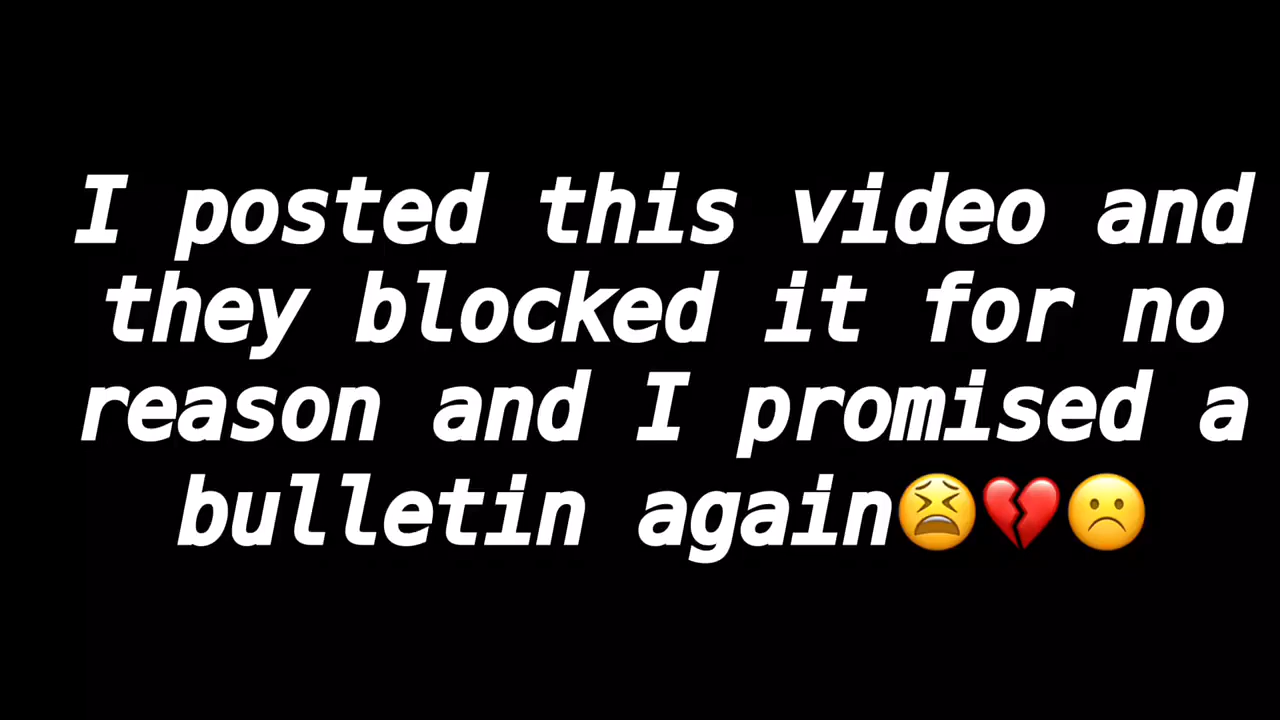 I posted this video and
they blocked it for no
reason and I promised a
bulletin again😫💔☹️